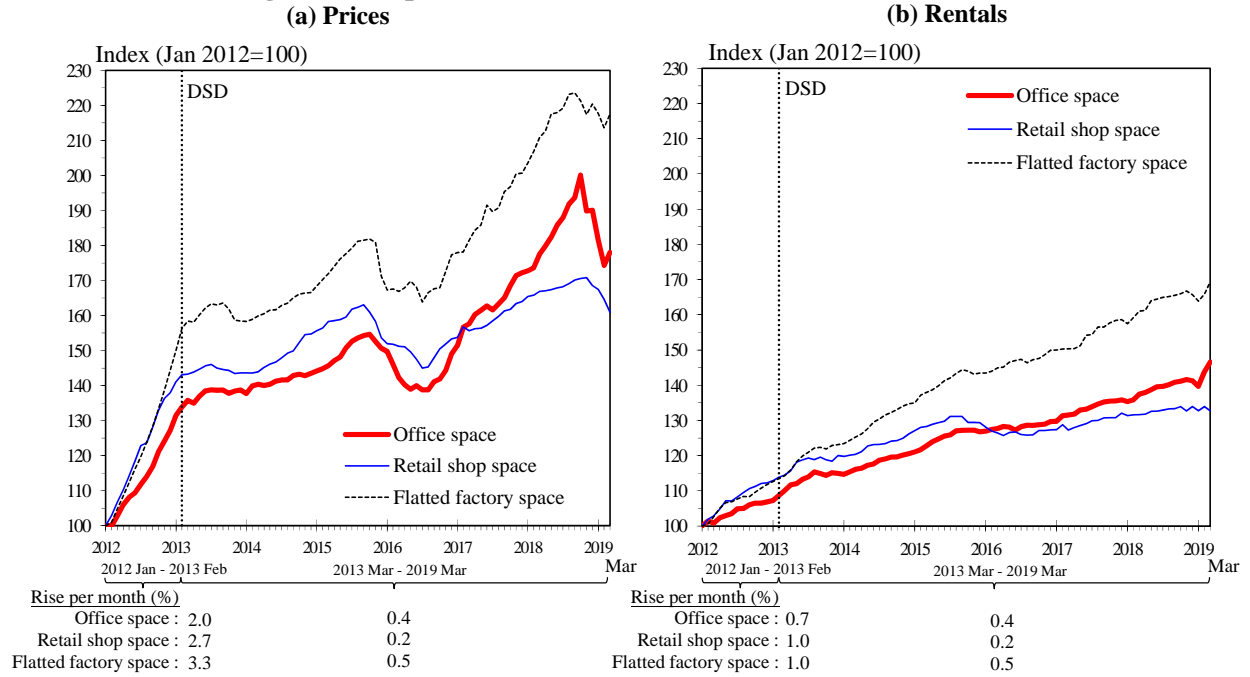 (a) Prices
Index (Jan 2012=100)
230
220
210
200
190
180
170
160
150
140
130
120
110
100
DSD
Office space
Retail shop space
Flatted factory space
2012 2013 2014 2015 2016 2017 2018 2019
Mar
2012 Jan - 2013 Feb 2013 Mar - 2019 Mar
Rise per month (%)
Office space : 2.0 0.4
Retail shop space : 2.7 0.2
Flatted factory space : 3.3 0.5
(b) Rentals
Index (Jan 2012=100)
230
220
210
200
190
180
170
160
150
140
130
120
110
100
DSD
Office space
Retail shop space
Flatted factory space
2012 2013 2014 2015 2016 2017 2018 2019
Mar
2012 Jan - 2013 Feb 2013 Mar - 2019 Mar
Rise per month (%)
Office space : 0.7 0.4
Retail shop space : 1.0 0.2
Flatted factory space : 1.0 0.5